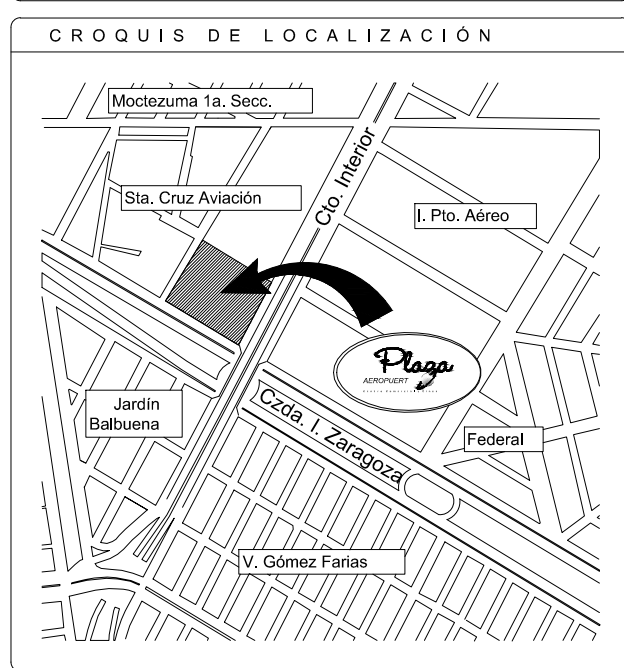 CROQUIS DE LOCALIZACIÓN
Moctezuma 1a. Secc.
Cto. Interior
Sta. Cruz Aviación
I. Pto. Aéreo
Plaza
AEROPUERT
Jardín
Balbuena
Czda. I. Zaragoza
Federal
V. Gómez Farias